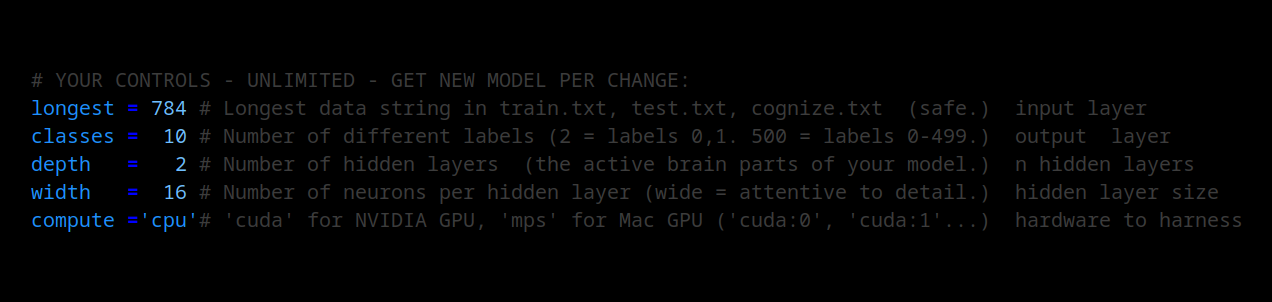 # YOUR CONTROLS - UNLIMITED - GET NEW MODEL PER CHANGE:
longest = 784 # Longest data string in train.txt, test.txt, cognize.txt  (safe.)  input layer
classes =  10 # Number of different labels (2 = labels 0,1. 500 = labels 0-499.)  output  layer
depth   =   2 # Number of hidden layers  (the active brain parts of your model.)  n hidden layers
width   =  16 # Number of neurons per hidden layer (wide = attentive to detail.)  hidden layer size
compute ='cpu'# 'cuda' for NVIDIA GPU, 'mps' for Mac GPU ('cuda:0', 'cuda:1'...)  hardware to harness